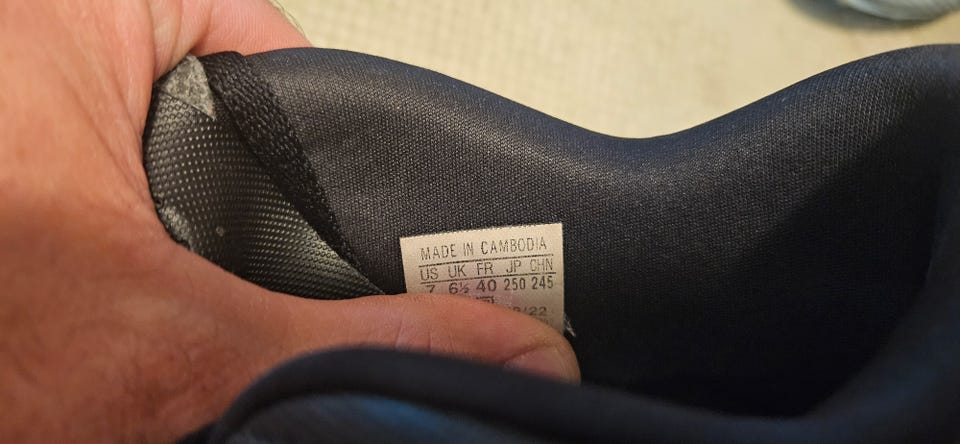 MADE IN CAMBODIA
US UK FR JP CHN
7 6½ 40 250 245